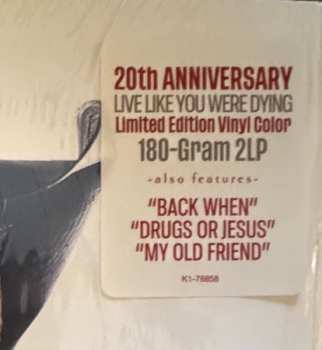 20th ANNIVERSARY
LIVE LIKE YOU WERE DYING
Limited Edition Vinyl Color
180-Gram 2LP
-also features-
“BACK WHEN”
“DRUGS OR JESUS”
“MY OLD FRIEND”
K1-78858